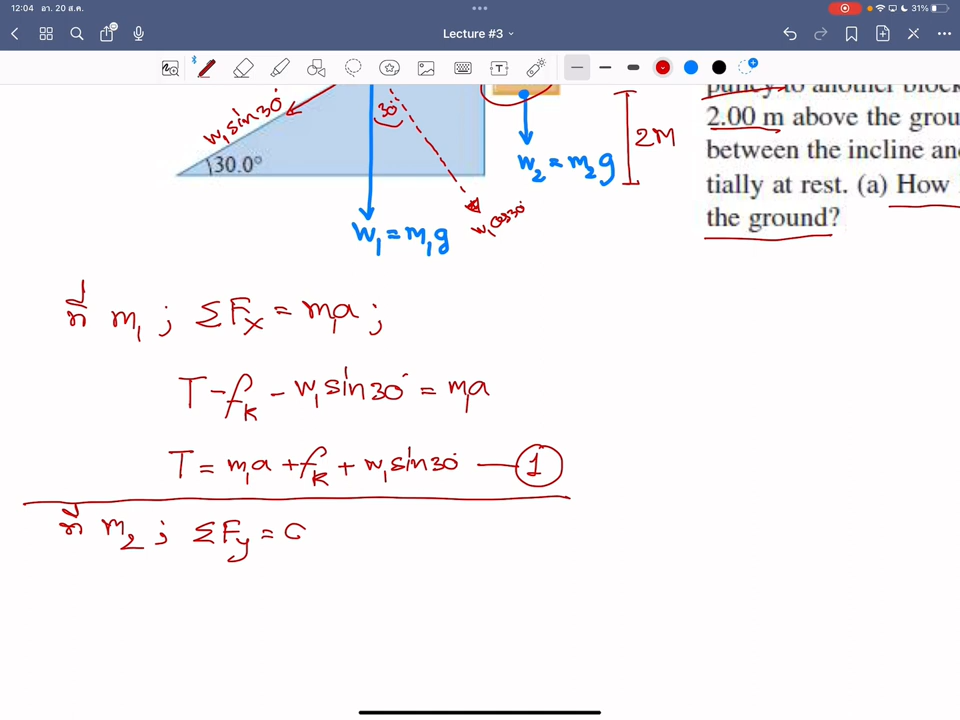 12:04 อา. 20 ส.ค.
31%
Lecture #3
2.00 m above the grou
between the incline an
tially at rest. (a) How
the ground?
w₁sin30°
30°
30.0°
w₁cos30°
W₁ = m₁g
W₂ = m₂g
2M
ที่ m₁ ; ΣFₓ = m₁a ;
T - fₖ - w₁sin30° = m₁a
T = m₁a + fₖ + w₁sin30° — 1
ที่ m₂ ; ΣFy = 0